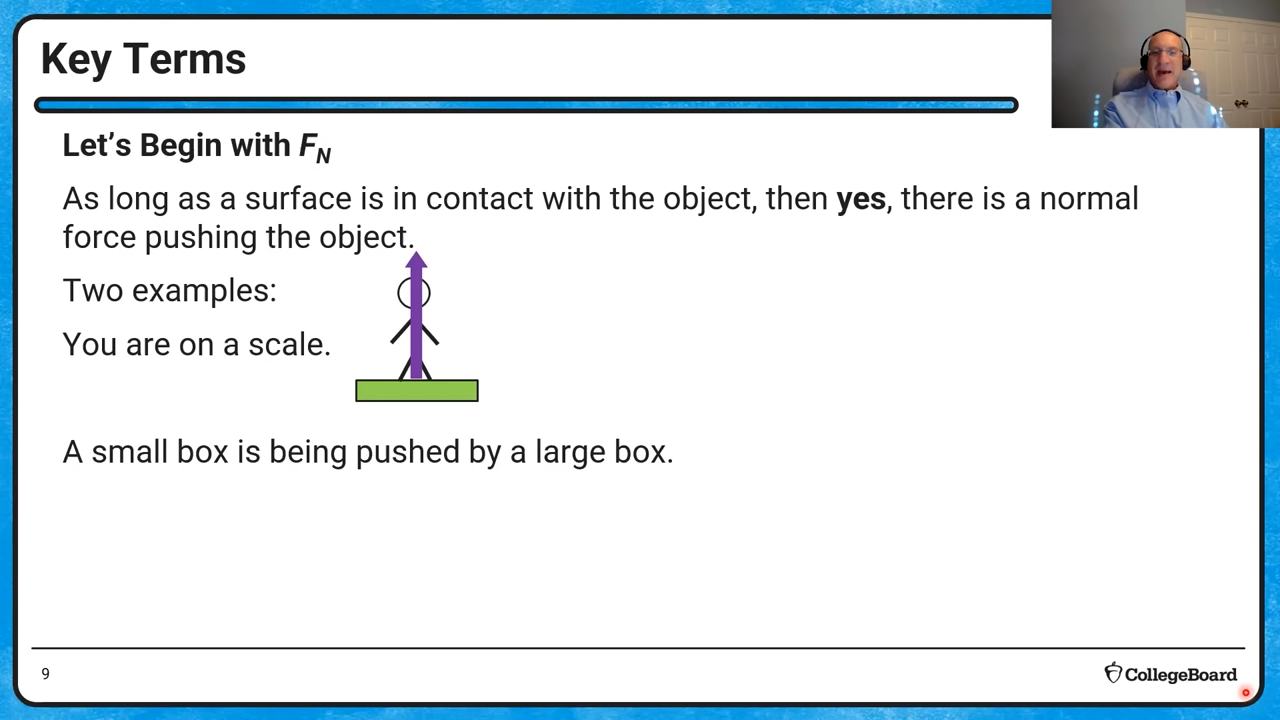 Key Terms
Let's Begin with F_N
As long as a surface is in contact with the object, then yes, there is a normal
force pushing the object.
Two examples:
You are on a scale.
A small box is being pushed by a large box.
9
CollegeBoard